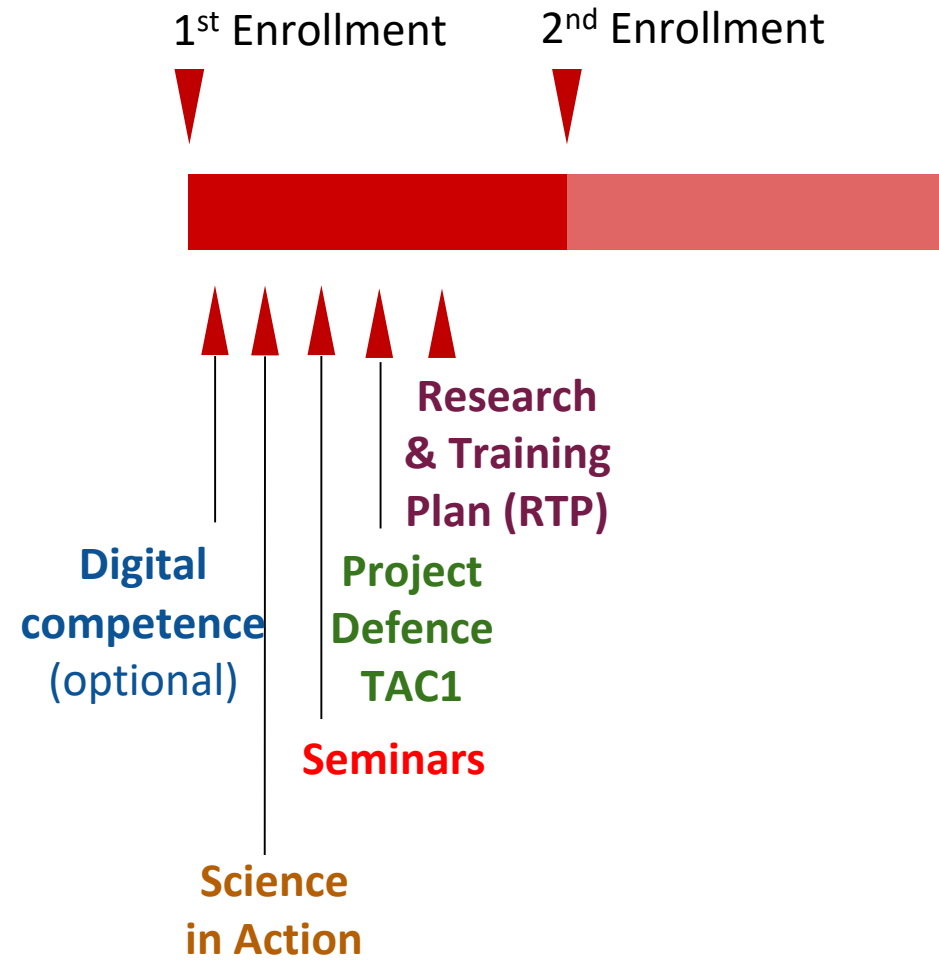 1st Enrollment
2nd Enrollment
Research
& Training
Plan (RTP)
Digital
competence
(optional)
Project
Defence
TAC1
Seminars
Science
in Action